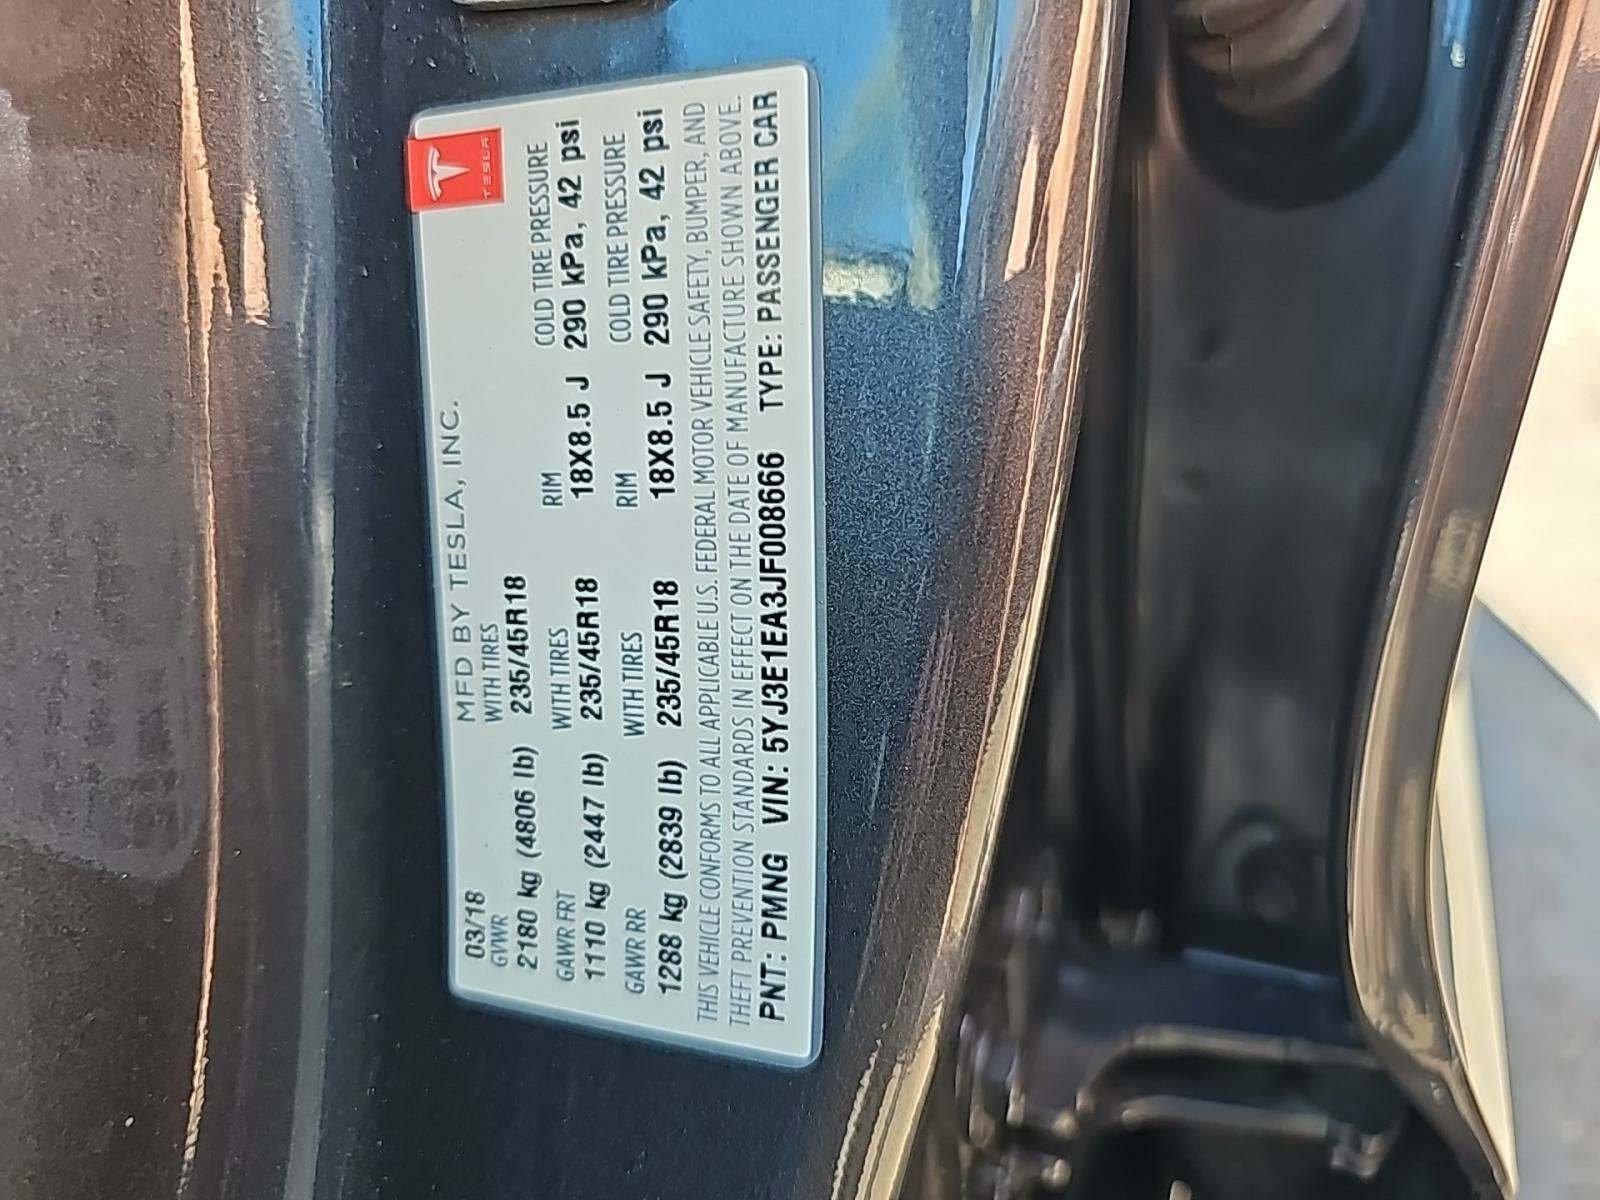 TESLA
03/18 MFD BY TESLA, INC.
GVWR WITH TIRES
2180 kg (4806 lb) 235/45R18
GAWR FRT WITH TIRES RIM COLD TIRE PRESSURE
1110 kg (2447 lb) 235/45R18 18X8.5 J 290 kPa, 42 psi
GAWR RR WITH TIRES RIM COLD TIRE PRESSURE
1288 kg (2839 lb) 235/45R18 18X8.5 J 290 kPa, 42 psi
THIS VEHICLE CONFORMS TO ALL APPLICABLE U.S. FEDERAL MOTOR VEHICLE SAFETY, BUMPER, AND
THEFT PREVENTION STANDARDS IN EFFECT ON THE DATE OF MANUFACTURE SHOWN ABOVE.
PNT: PMNG VIN: 5YJ3E1EA3JF008666 TYPE: PASSENGER CAR